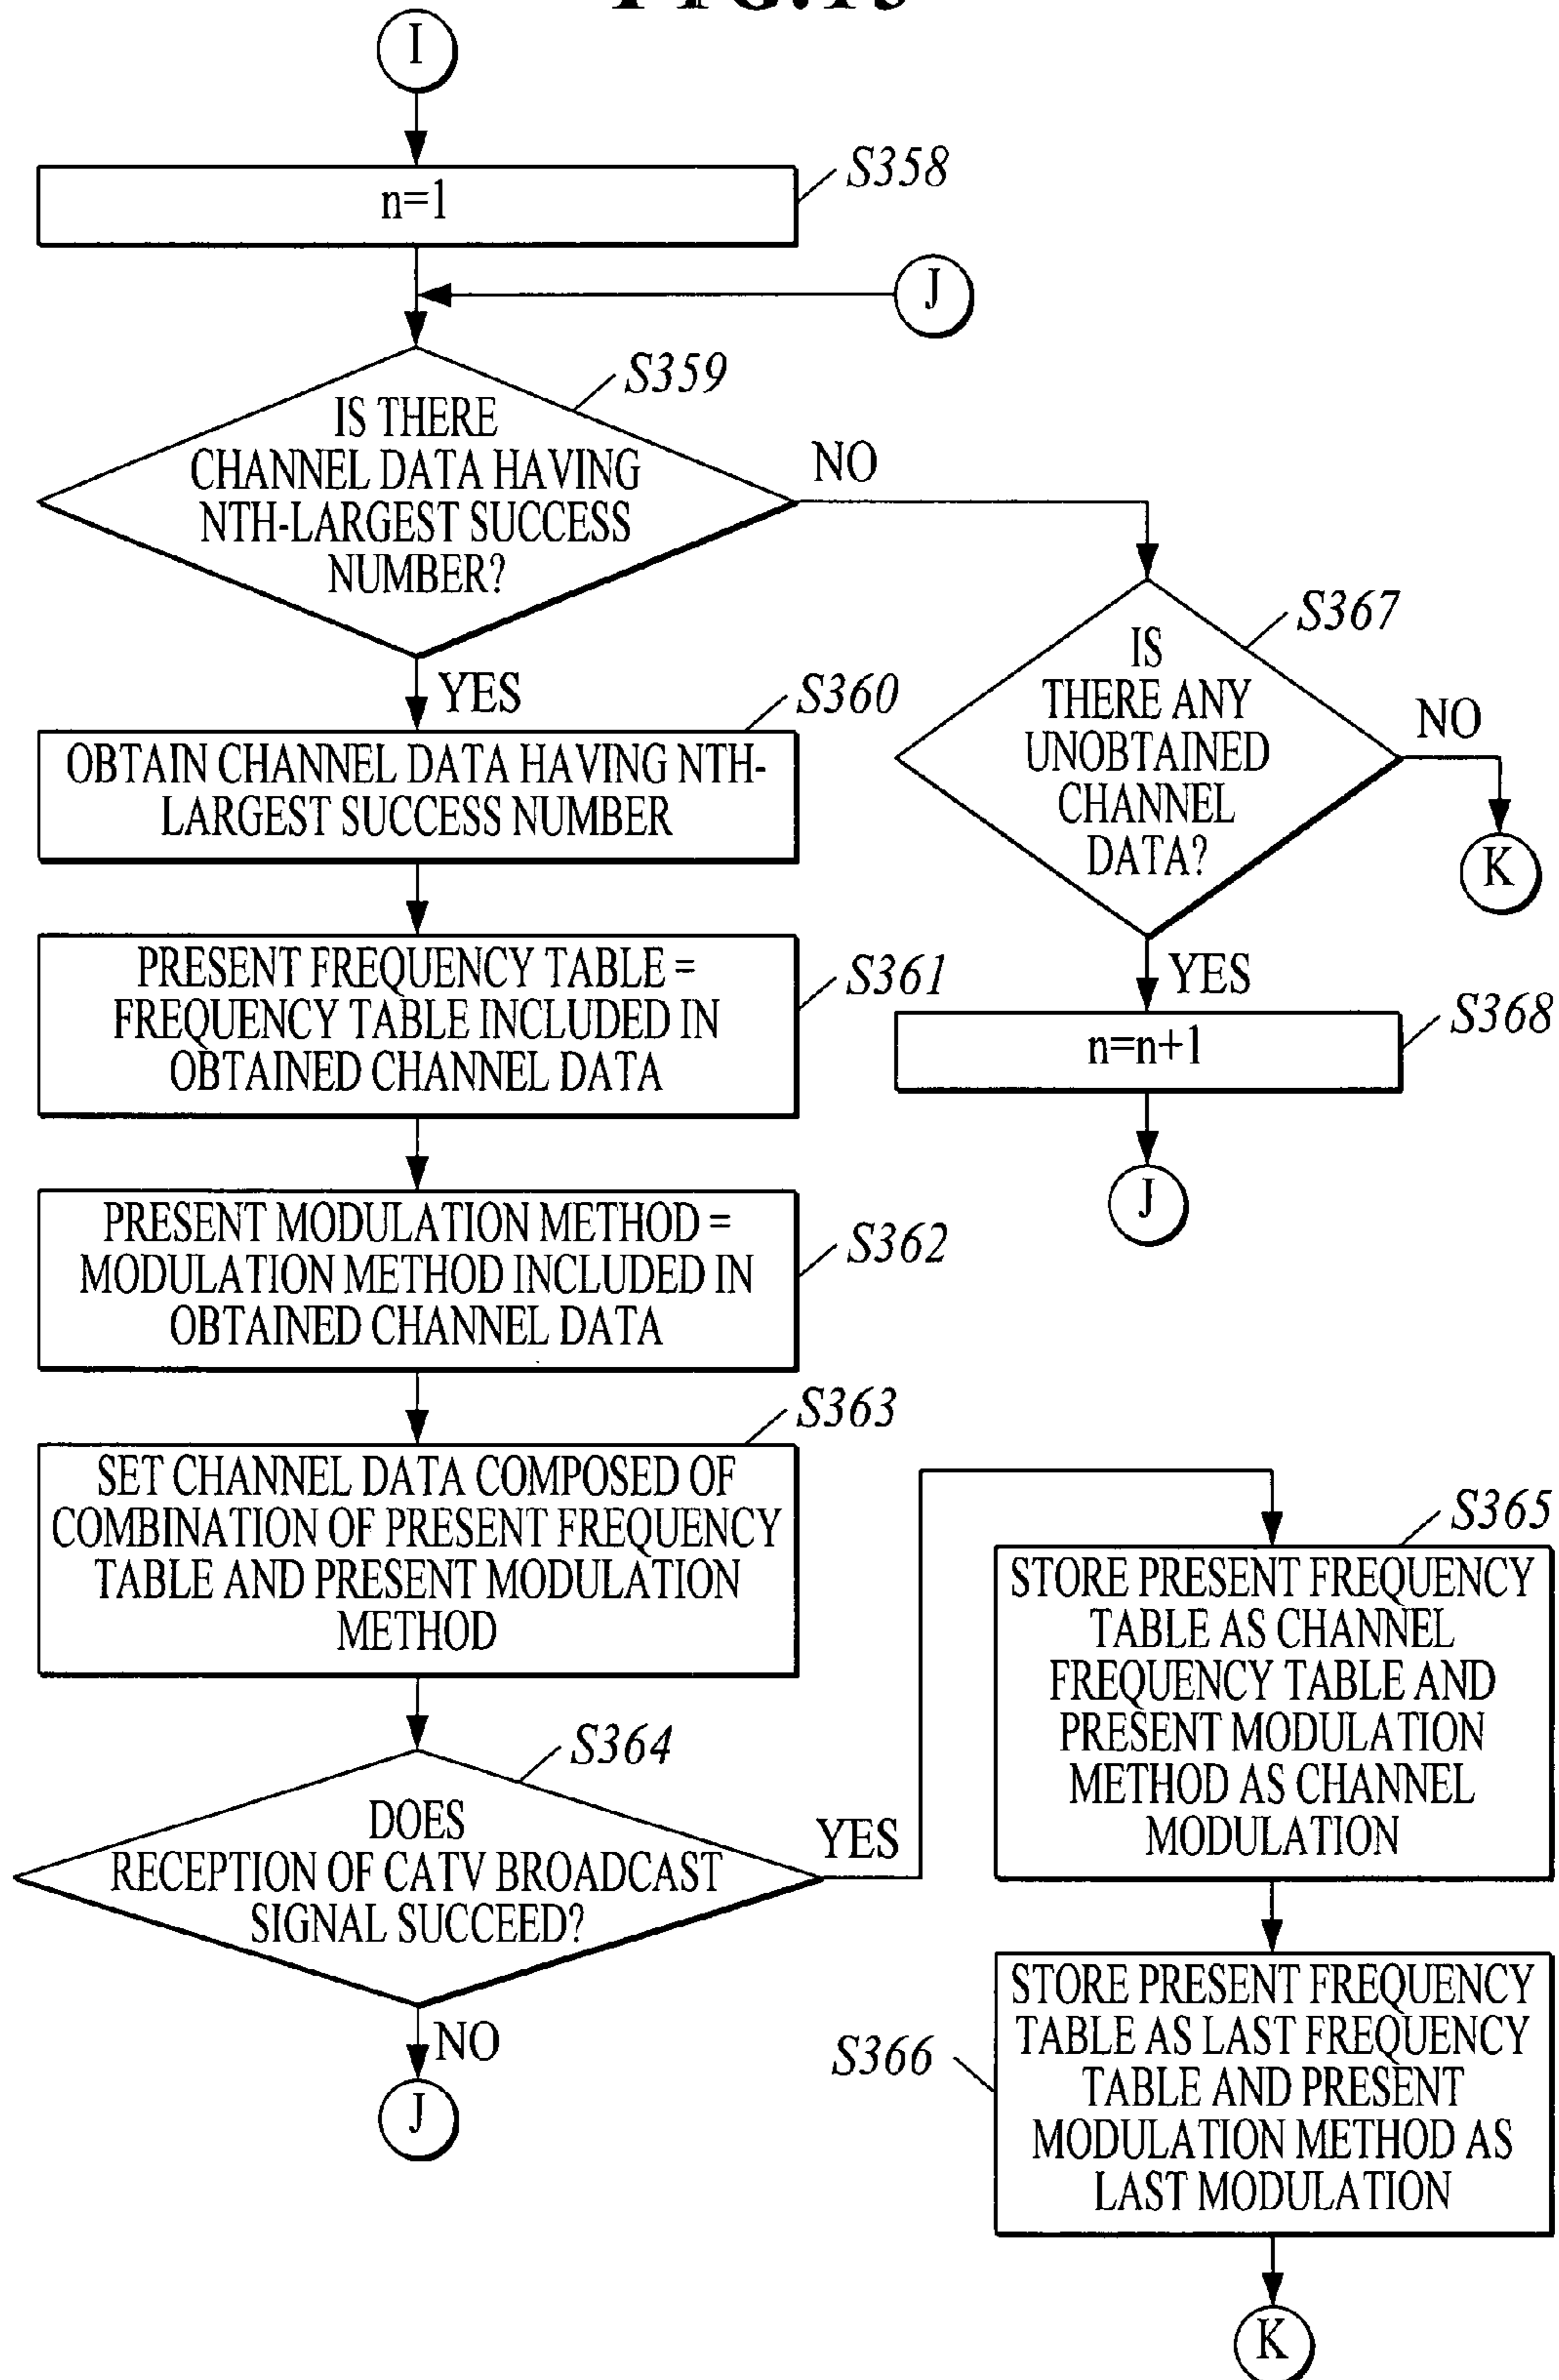 I
n=1
S358
J
S359
IS THERE
CHANNEL DATA HAVING
NTH-LARGEST SUCCESS
NUMBER?
NO
YES
S360
OBTAIN CHANNEL DATA HAVING NTH-
LARGEST SUCCESS NUMBER
PRESENT FREQUENCY TABLE =
FREQUENCY TABLE INCLUDED IN
OBTAINED CHANNEL DATA
S361
PRESENT MODULATION METHOD =
MODULATION METHOD INCLUDED IN
OBTAINED CHANNEL DATA
S362
S363
SET CHANNEL DATA COMPOSED OF
COMBINATION OF PRESENT FREQUENCY
TABLE AND PRESENT MODULATION
METHOD
S364
DOES
RECEPTION OF CATV BROADCAST
SIGNAL SUCCEED?
YES
NO
J
S367
IS
THERE ANY
UNOBTAINED
CHANNEL
DATA?
NO
K
YES
S368
n=n+1
J
S365
STORE PRESENT FREQUENCY
TABLE AS CHANNEL
FREQUENCY TABLE AND
PRESENT MODULATION
METHOD AS CHANNEL
MODULATION
S366
STORE PRESENT FREQUENCY
TABLE AS LAST FREQUENCY
TABLE AND PRESENT
MODULATION METHOD AS
LAST MODULATION
K